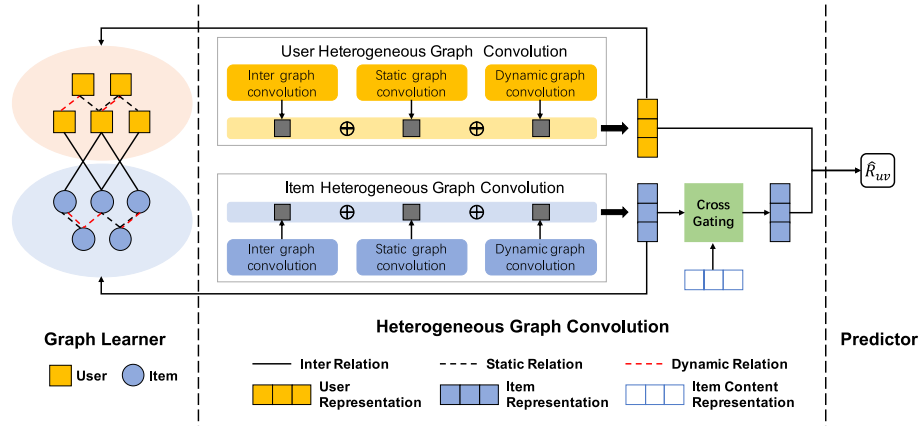 User Heterogeneous Graph Convolution
Inter graph convolution
Static graph convolution
Dynamic graph convolution
⊕ ⊕
Item Heterogeneous Graph Convolution
⊕ ⊕
Inter graph convolution
Static graph convolution
Dynamic graph convolution
Cross
Gating
R̂uv
Graph Learner
User Item
Heterogeneous Graph Convolution
Inter Relation Static Relation Dynamic Relation
User
Representation
Item
Representation
Item Content
Representation
Predictor